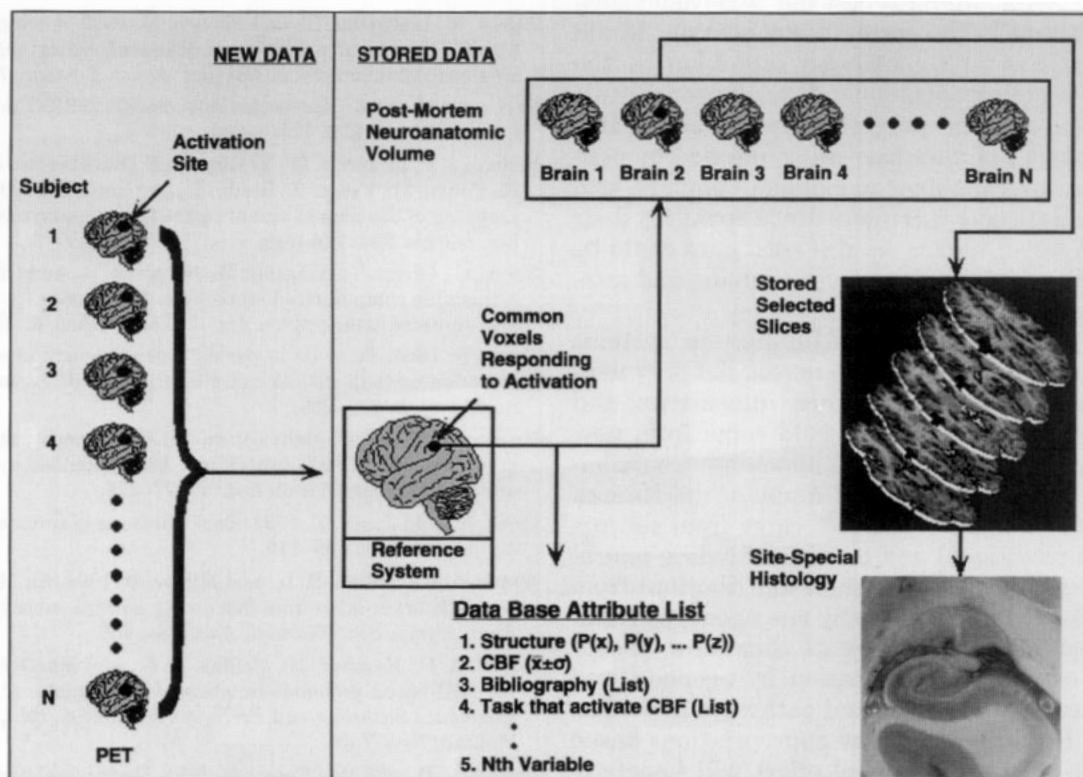 NEW DATA
STORED DATA
Post-Mortem
Neuroanatomic
Volume
Brain 1
Brain 2
Brain 3
Brain 4
Brain N
Activation
Site
Subject
1
2
3
4
N
PET
Common
Voxels
Responding
to Activation
Reference
System
Stored
Selected
Slices
Site-Special
Histology
Data Base Attribute List
1. Structure (P(x), P(y), ... P(z))
2. CBF (x̅±σ)
3. Bibliography (List)
4. Task that activate CBF (List)
5. Nth Variable